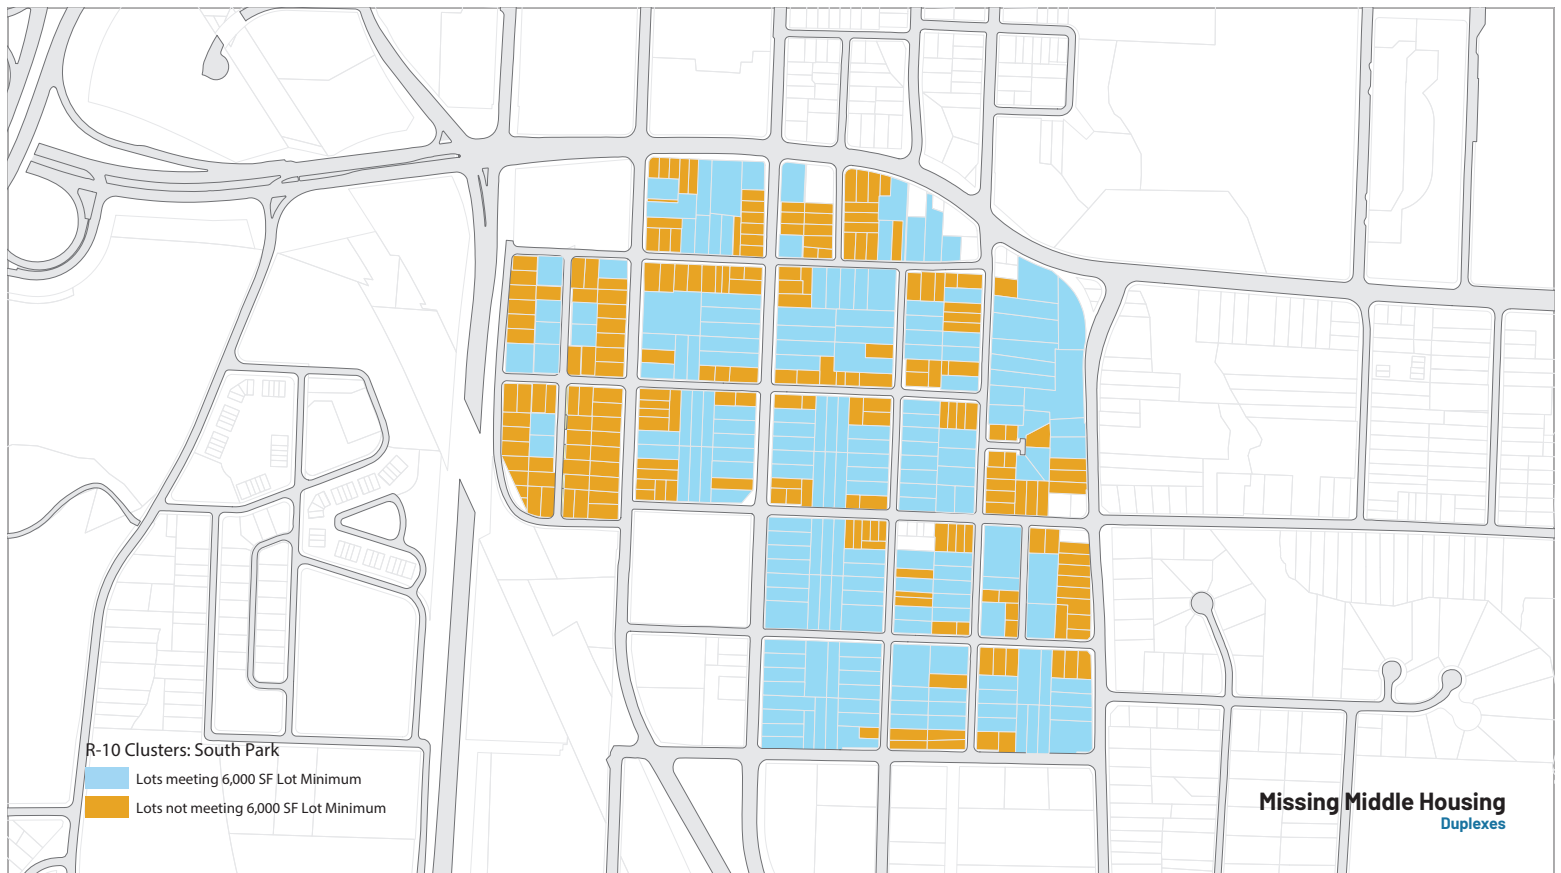 R-10 Clusters: South Park
Lots meeting 6,000 SF Lot Minimum
Lots not meeting 6,000 SF Lot Minimum
Missing Middle Housing
Duplexes